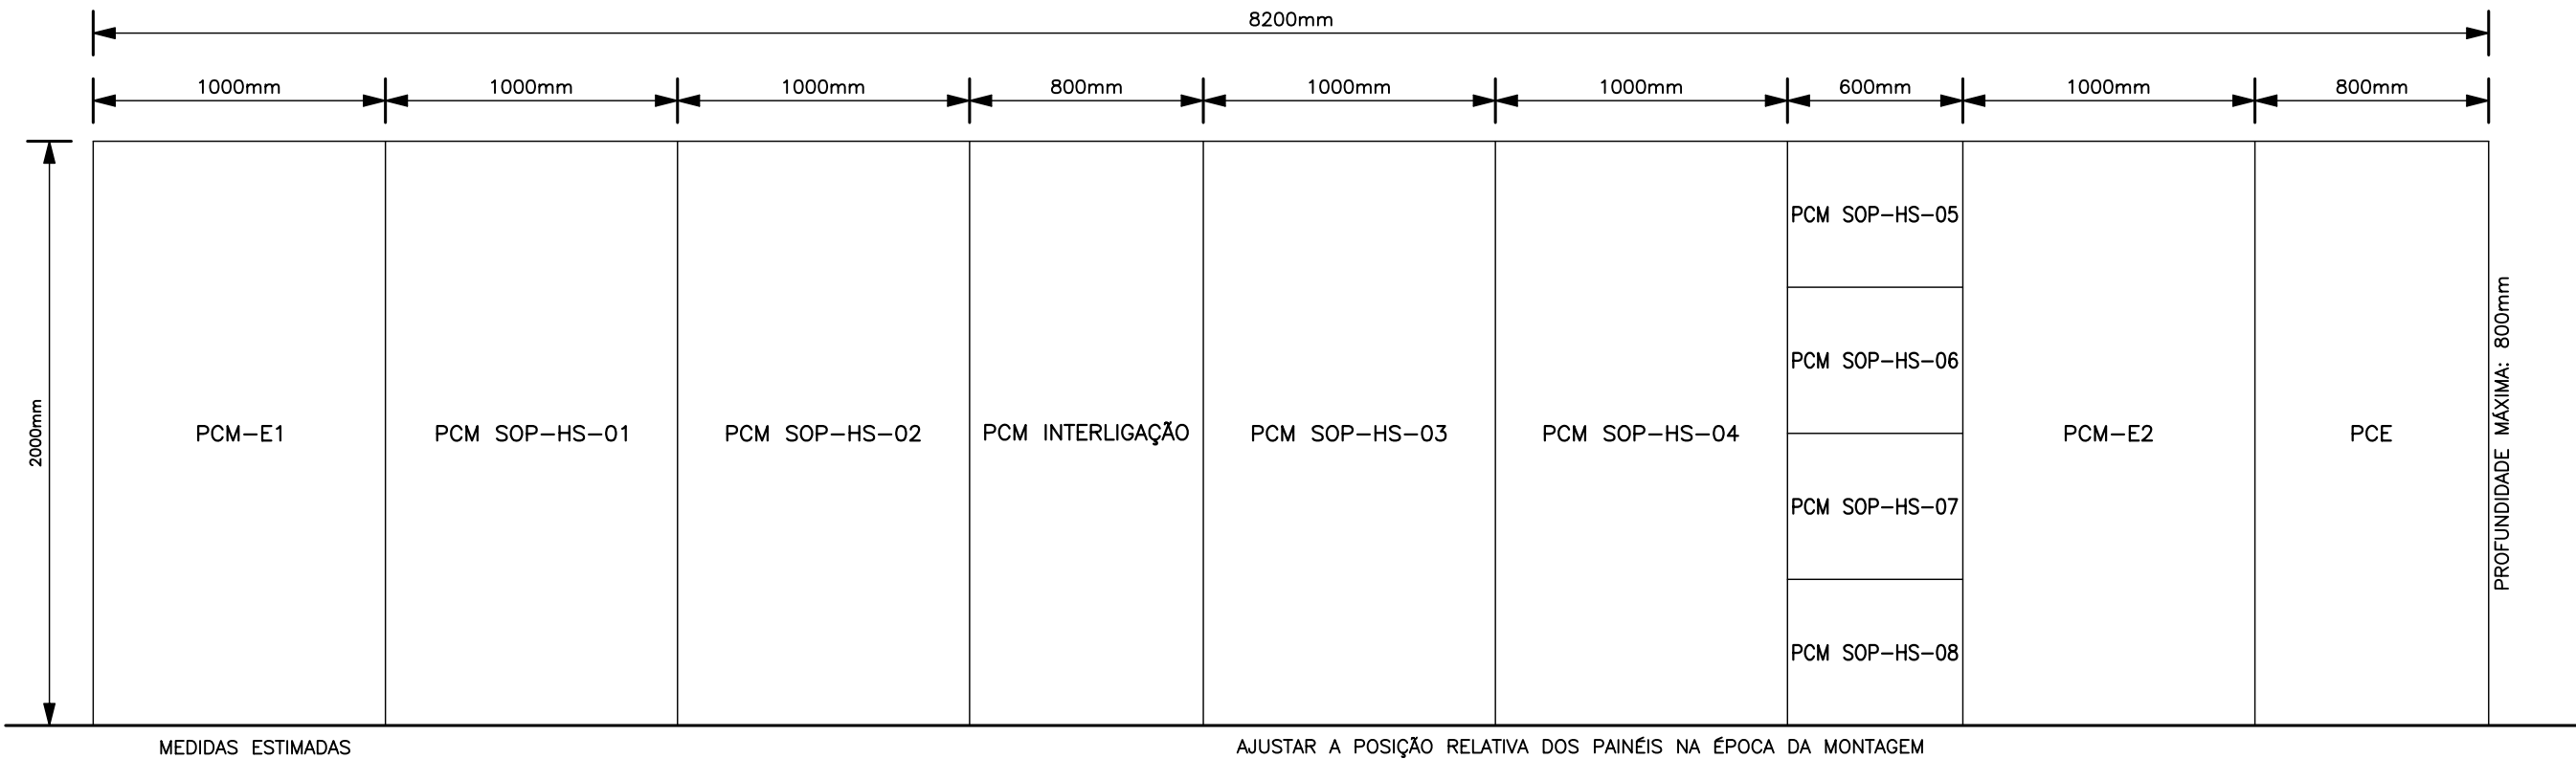 8200mm
1000mm
1000mm
1000mm
800mm
1000mm
1000mm
600mm
1000mm
800mm
2000mm
PCM-E1
PCM SOP-HS-01
PCM SOP-HS-02
PCM INTERLIGAÇÃO
PCM SOP-HS-03
PCM SOP-HS-04
PCM SOP-HS-05
PCM SOP-HS-06
PCM SOP-HS-07
PCM SOP-HS-08
PCM-E2
PCE
PROFUNDIDADE MÁXIMA: 800mm
MEDIDAS ESTIMADAS
AJUSTAR A POSIÇÃO RELATIVA DOS PAINÉIS NA ÉPOCA DA MONTAGEM